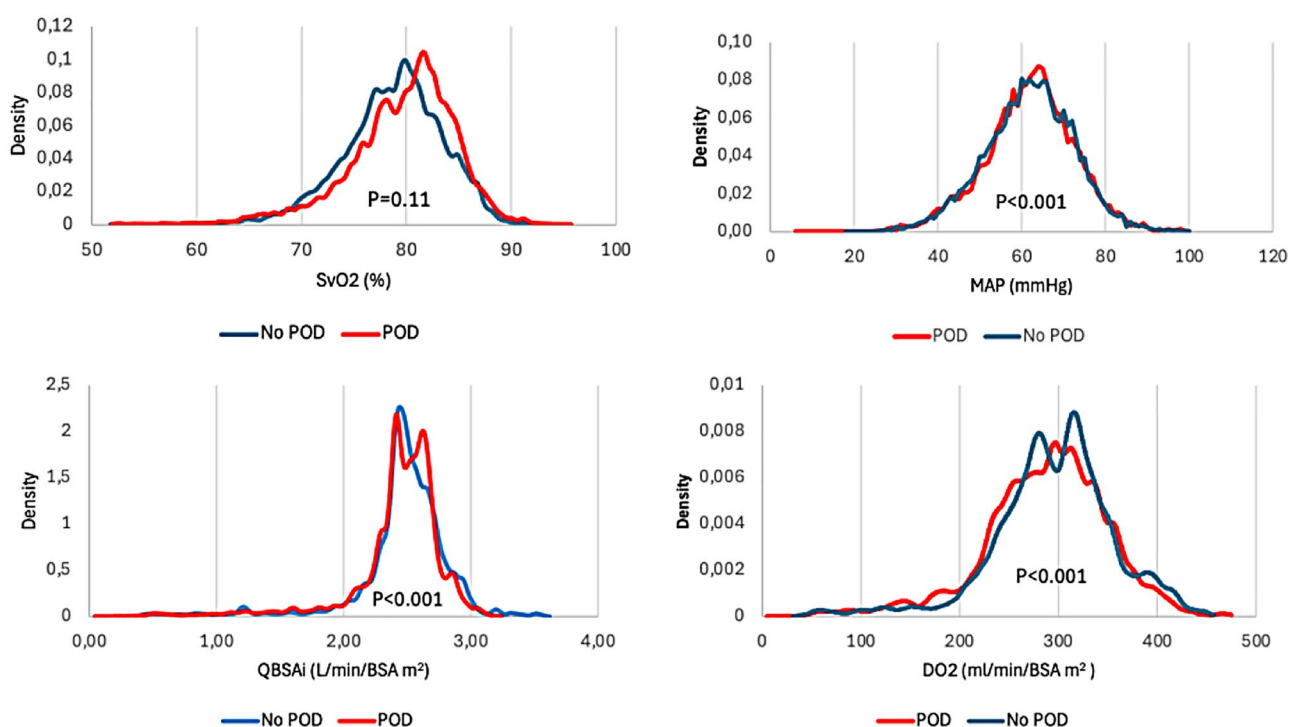 0,12
0,1
0,08
0,06
0,04
0,02
0
Density
P=0.11
50 60 70 80 90 100
SvO2 (%)
No POD POD
0,10
0,08
0,06
0,04
0,02
0,00
Density
P<0.001
0 20 40 60 80 100 120
MAP (mmHg)
POD No POD
2,5
2
1,5
1
0,5
0
Density
P<0.001
0,00 1,00 2,00 3,00 4,00
QBSAi (L/min/BSA m²)
No POD POD
0,01
0,008
0,006
0,004
0,002
0
Density
P<0.001
0 100 200 300 400 500
DO2 (ml/min/BSA m² )
POD No POD